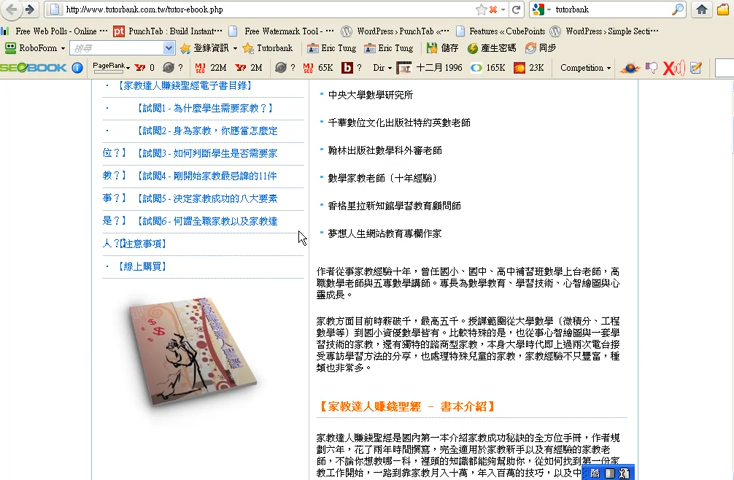 http://www.tutorbank.com.tw/tutor-ebook.php
tutorbank
Free Web Polls - Online ...
PunchTab : Build Instant...
Free Watermark Tool - ...
WordPress › PunchTab «...
Features « CubePoints
WordPress › Simple Secti...
RoboForm
搜尋
登錄資訊
Tutorbank
Eric Tung
Eric Tung
儲存
產生密碼
同步
SEOBOOK
PageRank
0
?
22M
2M
?
65K
?
Dir
十二月 1996
165K
23K
Competition
【家教達人賺錢聖經電子書目錄】
【試閱1 - 為什麼學生需要家教？】
【試閱2 - 身為家教，你應當怎麼定
位？】
【試閱3 - 如何判斷學生是否需要家
教？】
【試閱4 - 剛開始家教最忌諱的11件
事？】
【試閱5 - 決定家教成功的八大要素
是？】
【試閱6 - 何謂全職家教以及家教達
人？】
【注意事項】
【線上購買】
中央大學數學研究所
千華數位文化出版社特約英數老師
翰林出版社數學科外審老師
數學家教老師（十年經驗）
香格里拉新知館學習教育顧問師
夢想人生網站教育專欄作家
作者從事家教經驗十年，曾任國小、國中、高中補習班數學上台老師，高
職數學老師與五專數學講師。專長為數學教育、學習技術、心智繪圖與心
靈成長。
家教方面目前時薪破千，最高五千。授課範圍從大學數學（微積分、工程
數學等）到國小資優數學皆有。比較特殊的是，也從事心智繪圖與一套學
習技術的家教，還有獨特的諮商型家教，本身大學時代即上過兩次電台接
受專訪學習方法的分享，也處理特殊兒童的家教，家教經驗不只豐富，種
類也非常多。
【家教達人賺錢聖經 - 書本介紹】
家教達人賺錢聖經是國內第一本介紹家教成功秘訣的全方位手冊，作者規
劃六年，花了兩年時間撰寫，完全適用於家教新手以及有經驗的家教老
師，不論你想教哪一科，裡頭的知識都能夠幫助你，從如何找到第一份家
教工作開始，一路到靠家教月入十萬，年入百萬的技巧，以及中